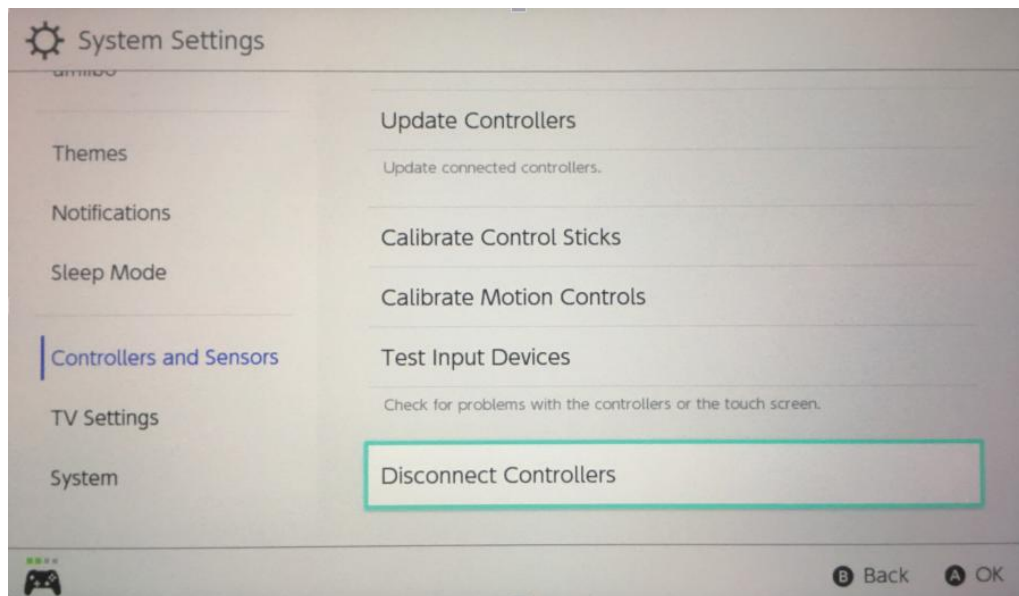 System Settings
amiibo
Themes
Notifications
Sleep Mode
Controllers and Sensors
TV Settings
System
Update Controllers
Update connected controllers.
Calibrate Control Sticks
Calibrate Motion Controls
Test Input Devices
Check for problems with the controllers or the touch screen.
Disconnect Controllers
B Back A OK